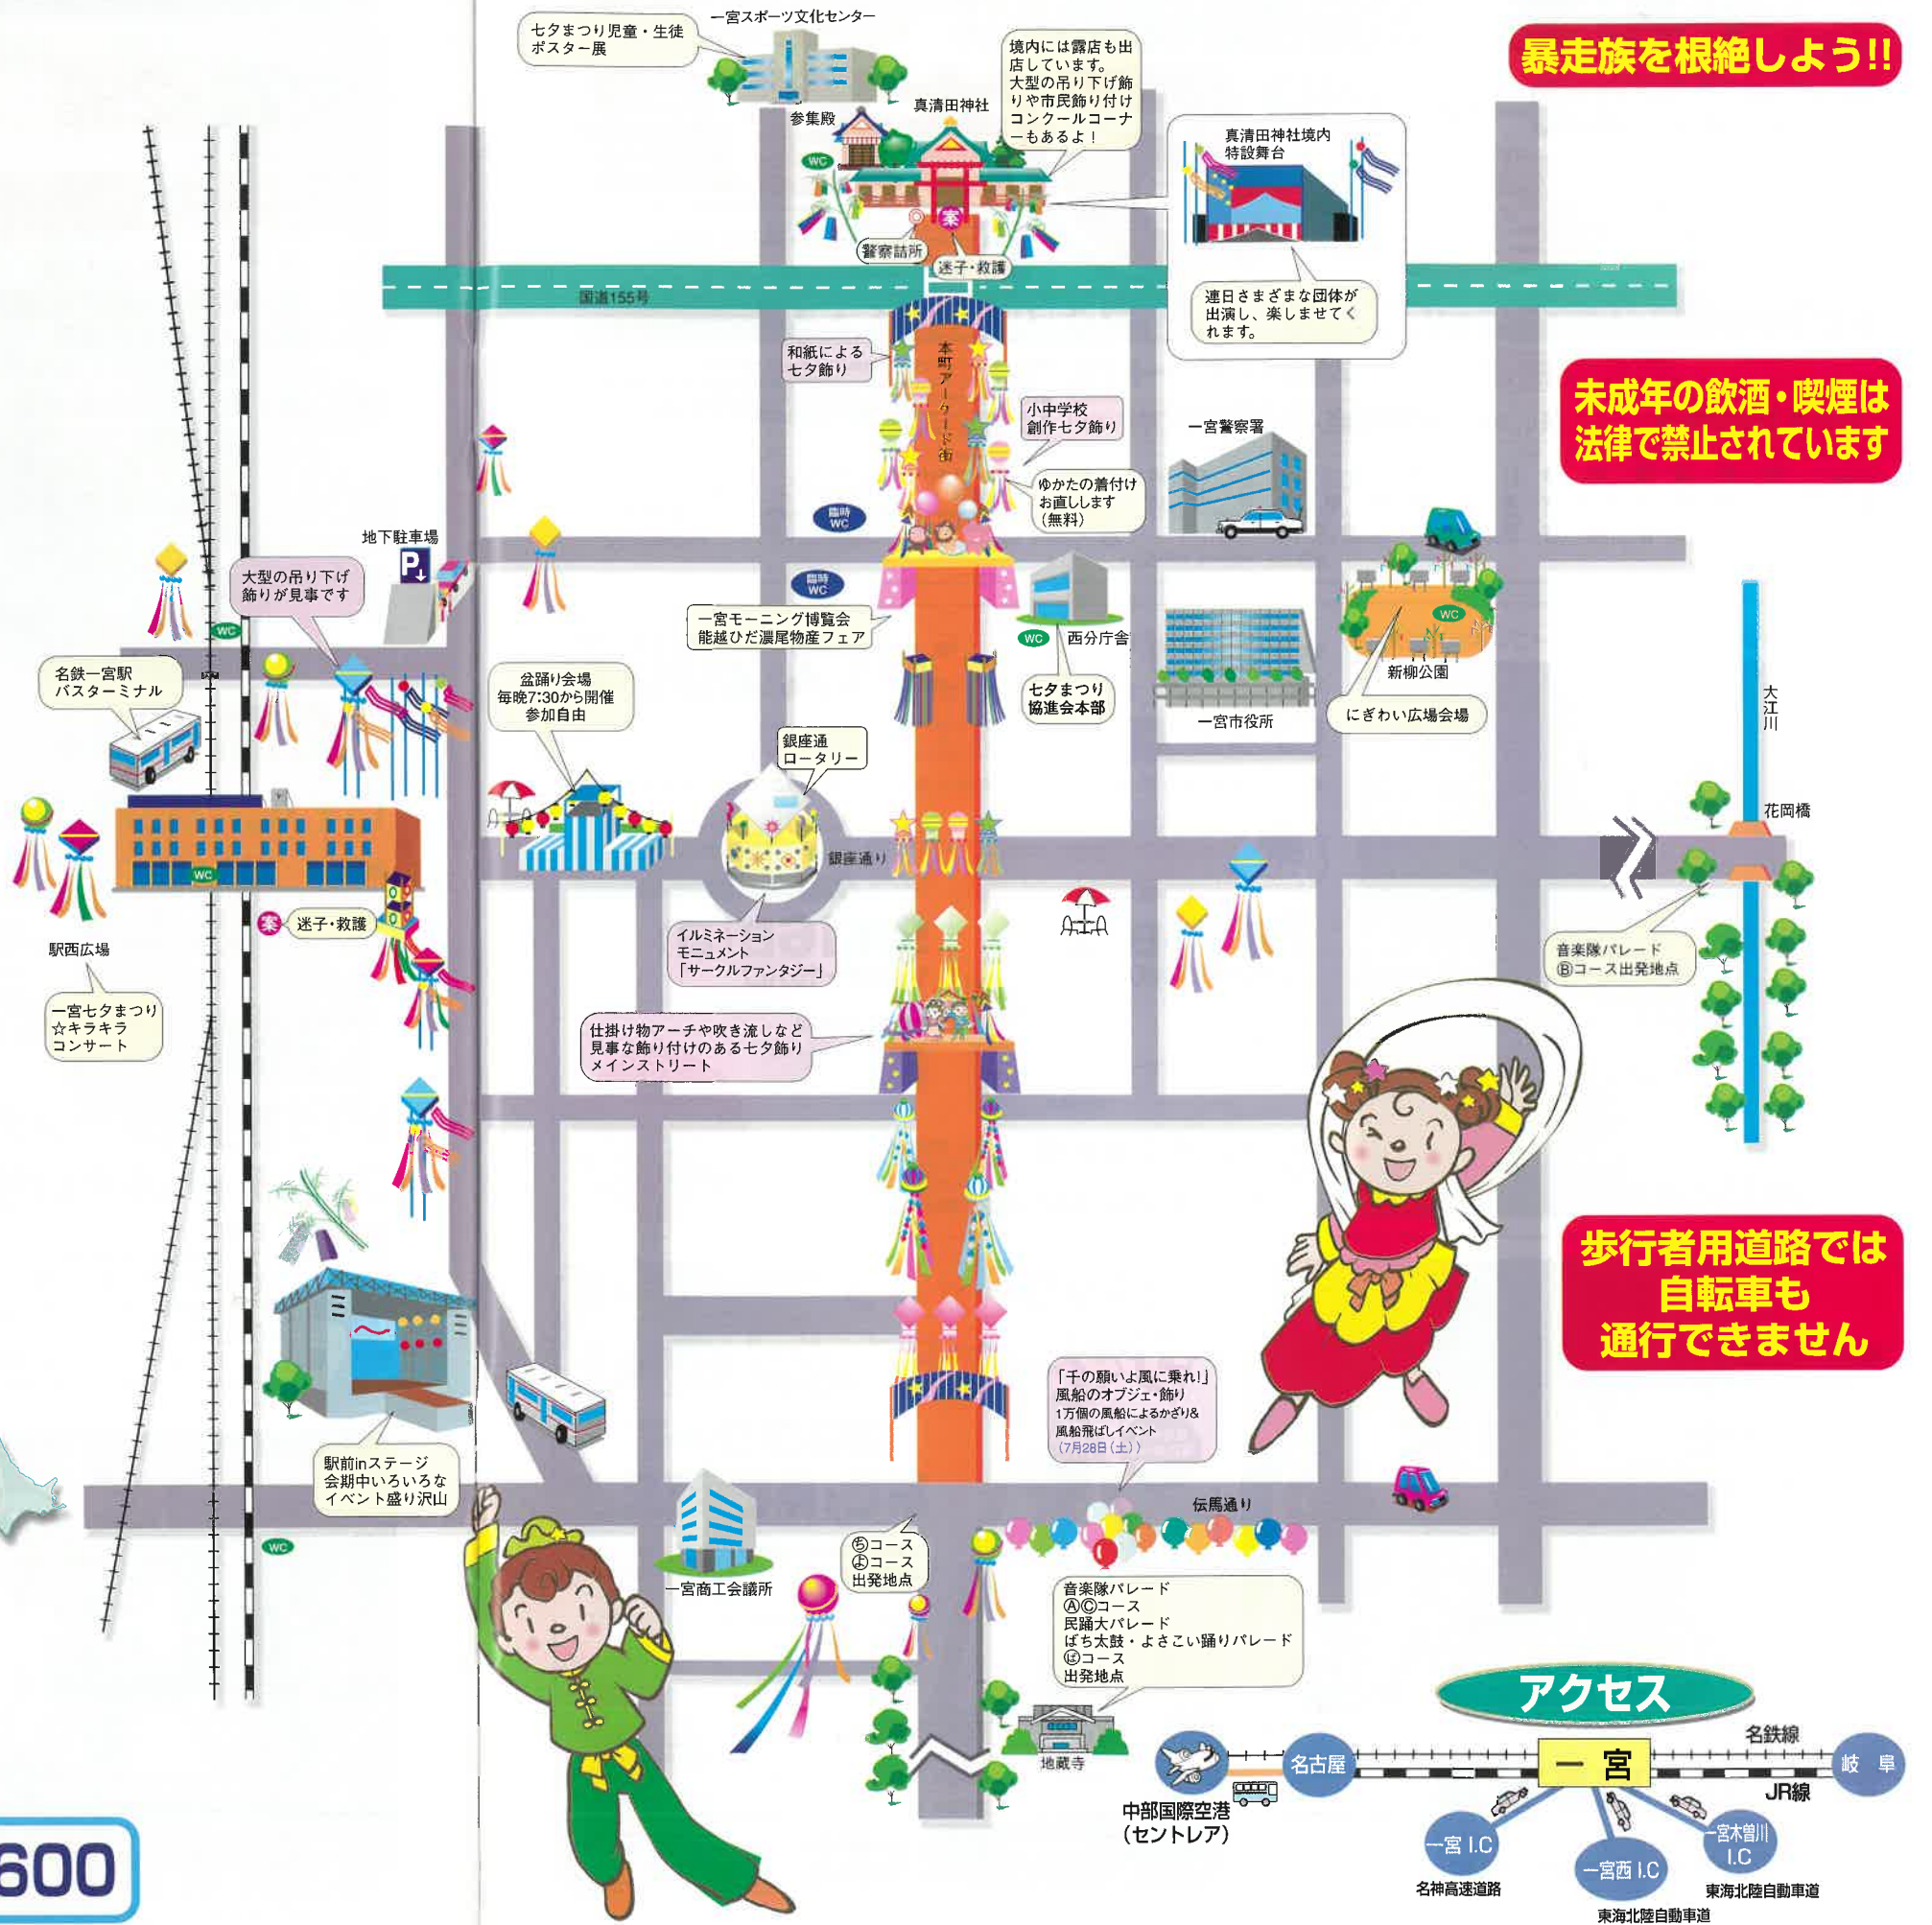 一宮スポーツ文化センター
七夕まつり児童・生徒
ポスター展
境内には露店も出
店しています。
大型の吊り下げ飾
りや市民飾り付け
コンクールコーナ
ーもあるよ！
暴走族を根絶しよう!!
参集殿
真清田神社
WC
真清田神社境内
特設舞台
案
警察詰所
迷子・救護
国道155号
連日さまざまな団体が
出演し、楽しませてく
れます。
和紙による
七夕飾り
本町アーケード街
小中学校
創作七夕飾り
未成年の飲酒・喫煙は
法律で禁止されています
一宮警察署
ゆかたの着付け
お直しします
（無料）
臨時
WC
地下駐車場
P
大型の吊り下げ
飾りが見事です
WC
臨時
WC
一宮モーニング博覧会
能越ひだ濃尾物産フェア
WC
西分庁舎
WC
新柳公園
名鉄一宮駅
バスターミナル
盆踊り会場
毎晩7:30から開催
参加自由
七夕まつり
協進会本部
一宮市役所
にぎわい広場会場
大江川
銀座通
ロータリー
花岡橋
銀座通り
WC
案
迷子・救護
駅西広場
イルミネーション
モニュメント
「サークルファンタジー」
音楽隊パレード
Ⓑコース出発地点
一宮七夕まつり
☆キラキラ
コンサート
仕掛け物アーチや吹き流しなど
見事な飾り付けのある七夕飾り
メインストリート
歩行者用道路では
自転車も
通行できません
「千の願いよ風に乗れ!」
風船のオブジェ・飾り
1万個の風船によるかざり&
風船飛ばしイベント
（7月28日（土））
駅前inステージ
会期中いろいろな
イベント盛り沢山
伝馬通り
WC
ちコース
よコース
出発地点
一宮商工会議所
音楽隊パレード
ⒶⒸコース
民踊大パレード
ばち太鼓・よさこい踊りパレード
ばコース
出発地点
地蔵寺
アクセス
名鉄線
名古屋
一宮
岐阜
JR線
中部国際空港
（セントレア）
一宮 I.C
名神高速道路
一宮西 I.C
東海北陸自動車道
一宮木曽川
I.C
東海北陸自動車道
600